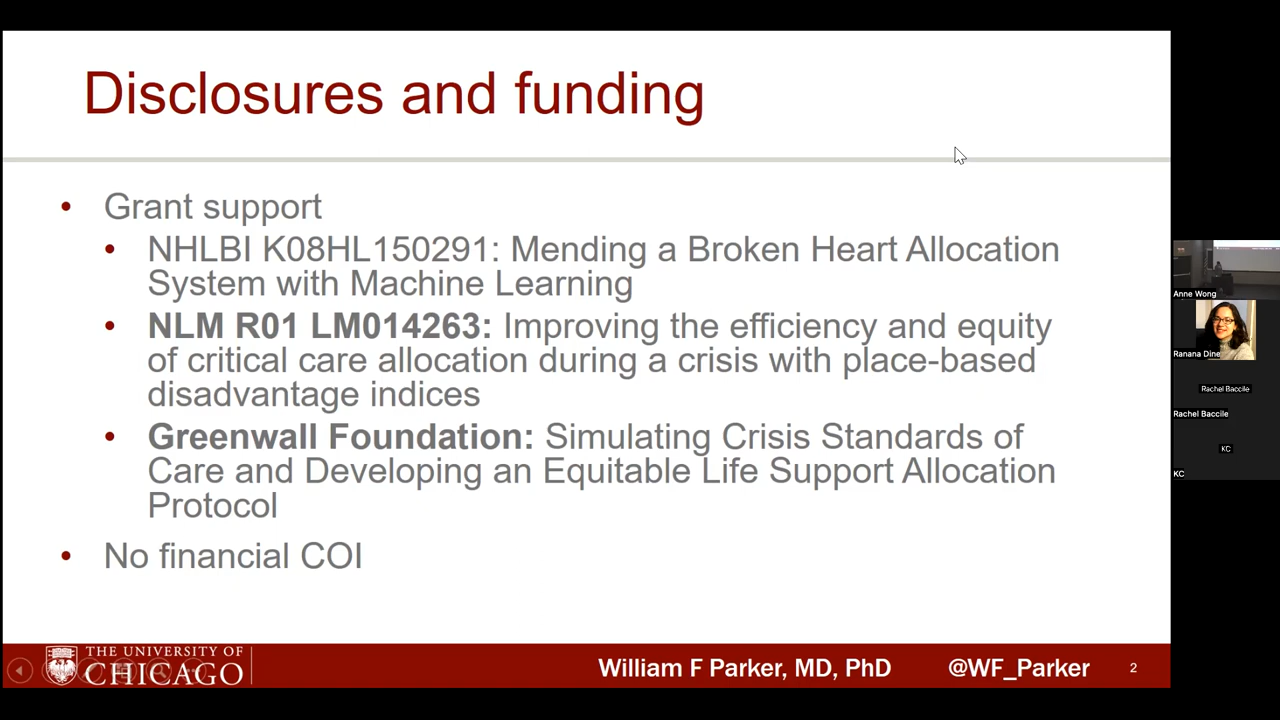 Disclosures and funding
• Grant support
• NHLBI K08HL150291: Mending a Broken Heart Allocation
System with Machine Learning
• NLM R01 LM014263: Improving the efficiency and equity
of critical care allocation during a crisis with place-based
disadvantage indices
• Greenwall Foundation: Simulating Crisis Standards of
Care and Developing an Equitable Life Support Allocation
Protocol
• No financial COI
THE UNIVERSITY OF
CHICAGO
William F Parker, MD, PhD
@WF_Parker
2
Anne Wong
Ranana Dine
Rachel Baccile
Rachel Baccile
KC
KC